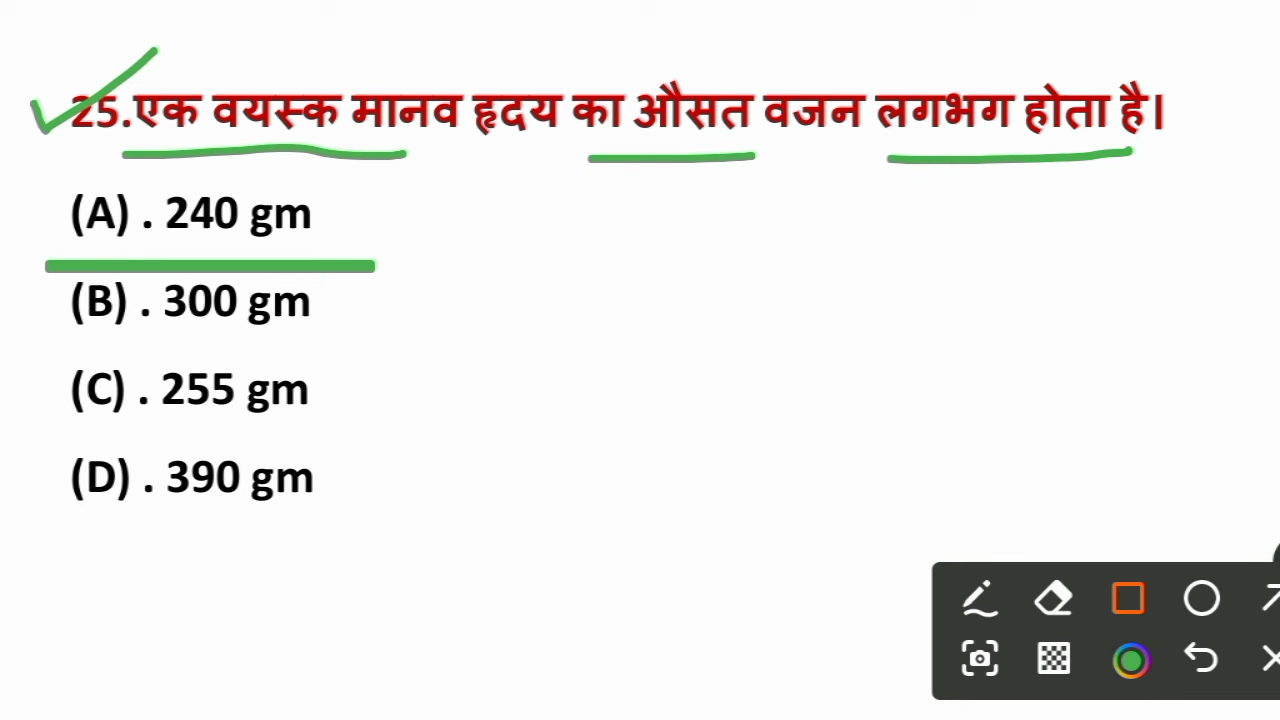 25.एक वयस्क मानव हृदय का औसत वजन लगभग होता है।
(A) . 240 gm
(B) . 300 gm
(C) . 255 gm
(D) . 390 gm